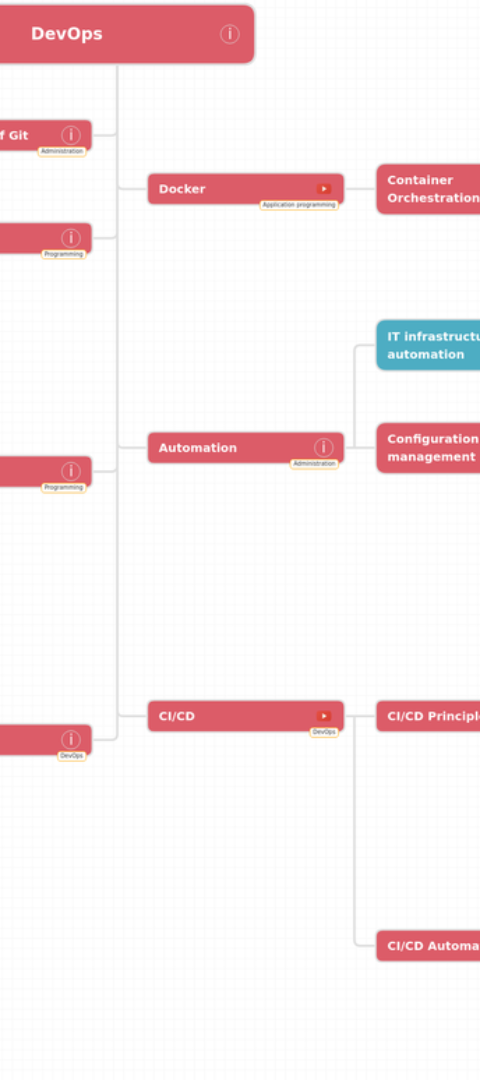 DevOps
f Git
Administration
Programming
Docker
Application programming
Container
Orchestration
IT infrastructu
automation
Automation
Administration
Configuration
management
Programming
CI/CD
DevOps
CI/CD Principl
DevOps
CI/CD Automa